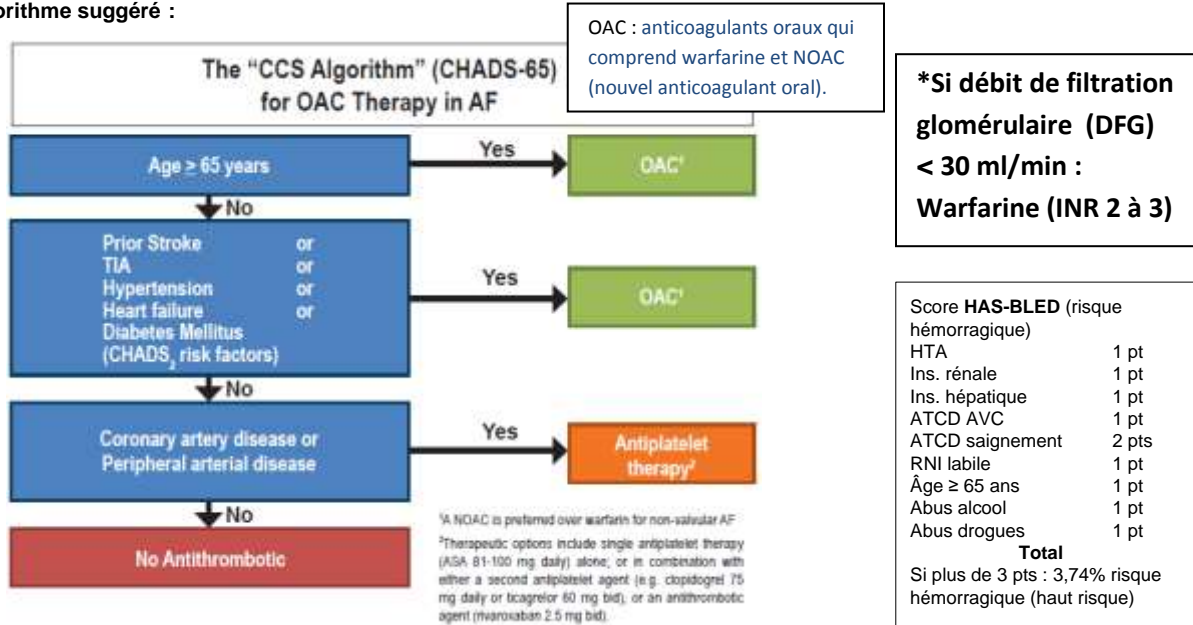 orithme suggéré :
The "CCS Algorithm" (CHADS-65)
for OAC Therapy in AF
OAC : anticoagulants oraux qui
comprend warfarine et NOAC
(nouvel anticoagulant oral).
*Si débit de filtration
glomérulaire (DFG)
< 30 ml/min :
Warfarine (INR 2 à 3)
Age ≥ 65 years
Yes
OAC¹
No
Prior Stroke or
TIA or
Hypertension or
Heart failure or
Diabetes Mellitus
(CHADS₂ risk factors)
Yes
OAC¹
No
Coronary artery disease or
Peripheral arterial disease
Yes
Antiplatelet
therapy²
No
No Antithrombotic
¹A NOAC is preferred over warfarin for non-valvular AF
²Therapeutic options include single antiplatelet therapy
(ASA 81-100 mg daily) alone; or in combination with
either a second antiplatelet agent (e.g. clopidogrel 75
mg daily or ticagrelor 60 mg bid), or an antithrombotic
agent (rivaroxaban 2.5 mg bid).
Score HAS-BLED (risque
hémorragique)
HTA 1 pt
Ins. rénale 1 pt
Ins. hépatique 1 pt
ATCD AVC 1 pt
ATCD saignement 2 pts
RNI labile 1 pt
Âge ≥ 65 ans 1 pt
Abus alcool 1 pt
Abus drogues 1 pt
Total
Si plus de 3 pts : 3,74% risque
hémorragique (haut risque)